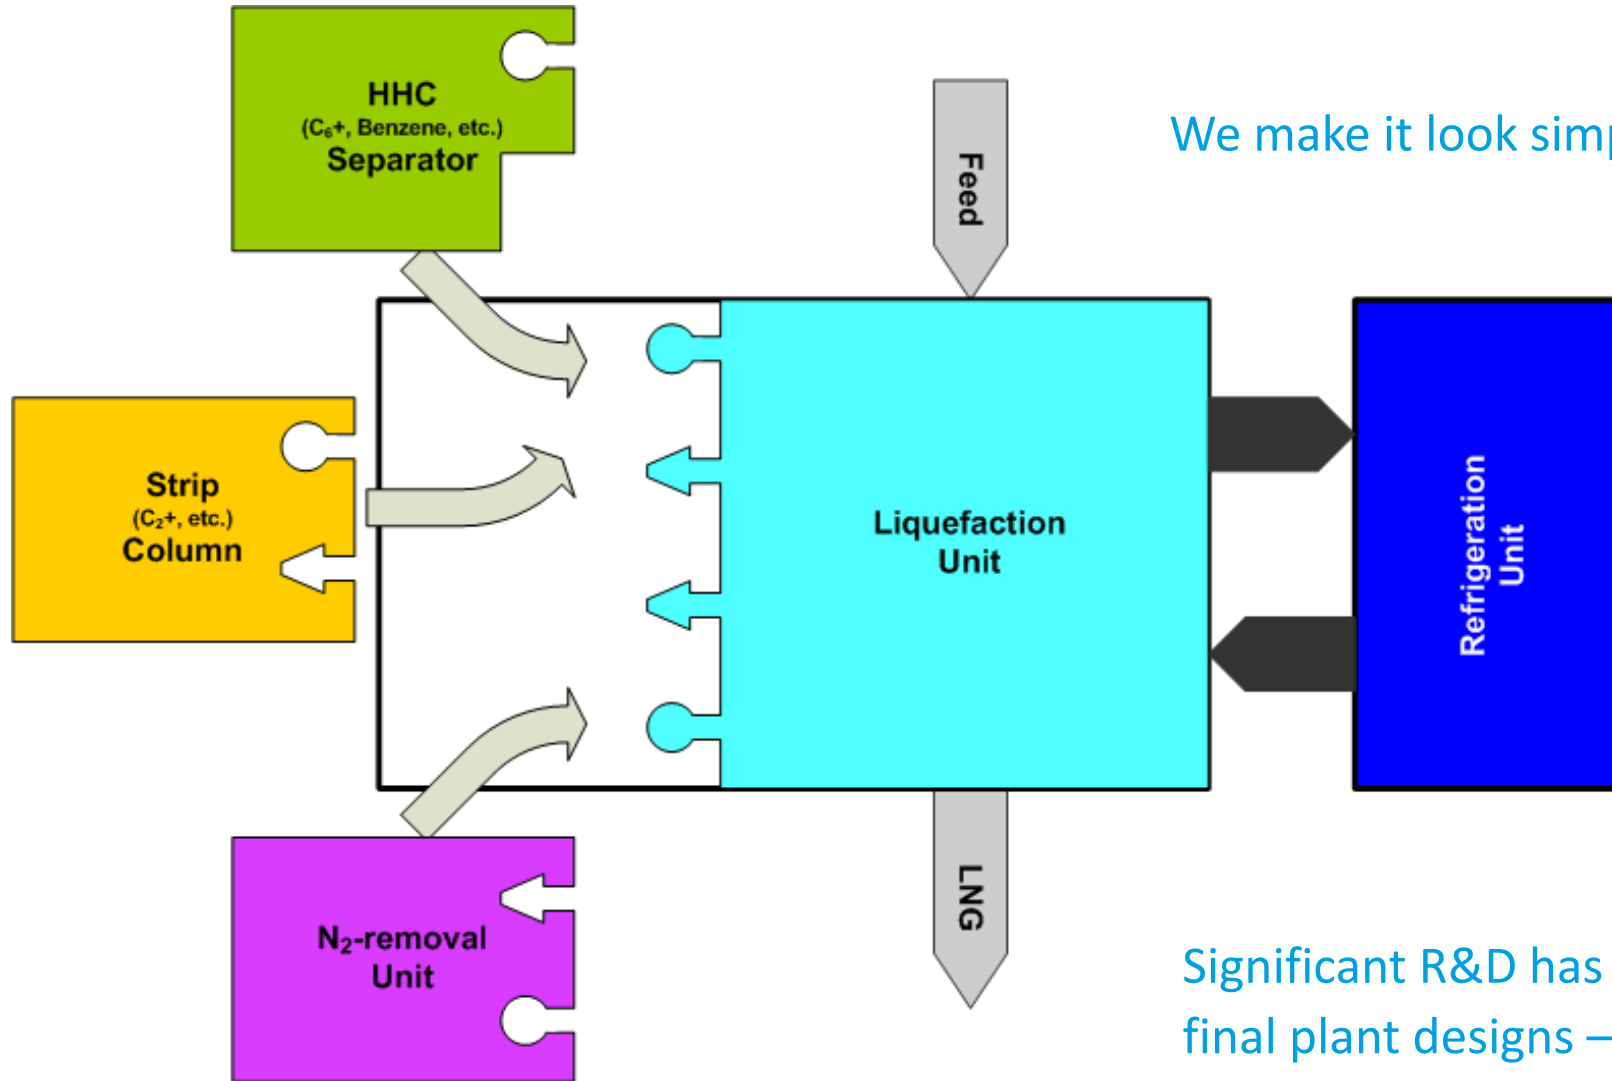 HHC
(C₆+, Benzene, etc.)
Separator
Feed
We make it look
Strip
(C₂+, etc.)
Column
Liquefaction
Unit
Refrigeration
Unit
N₂-removal
Unit
LNG
Significant R&D has
final plant designs –